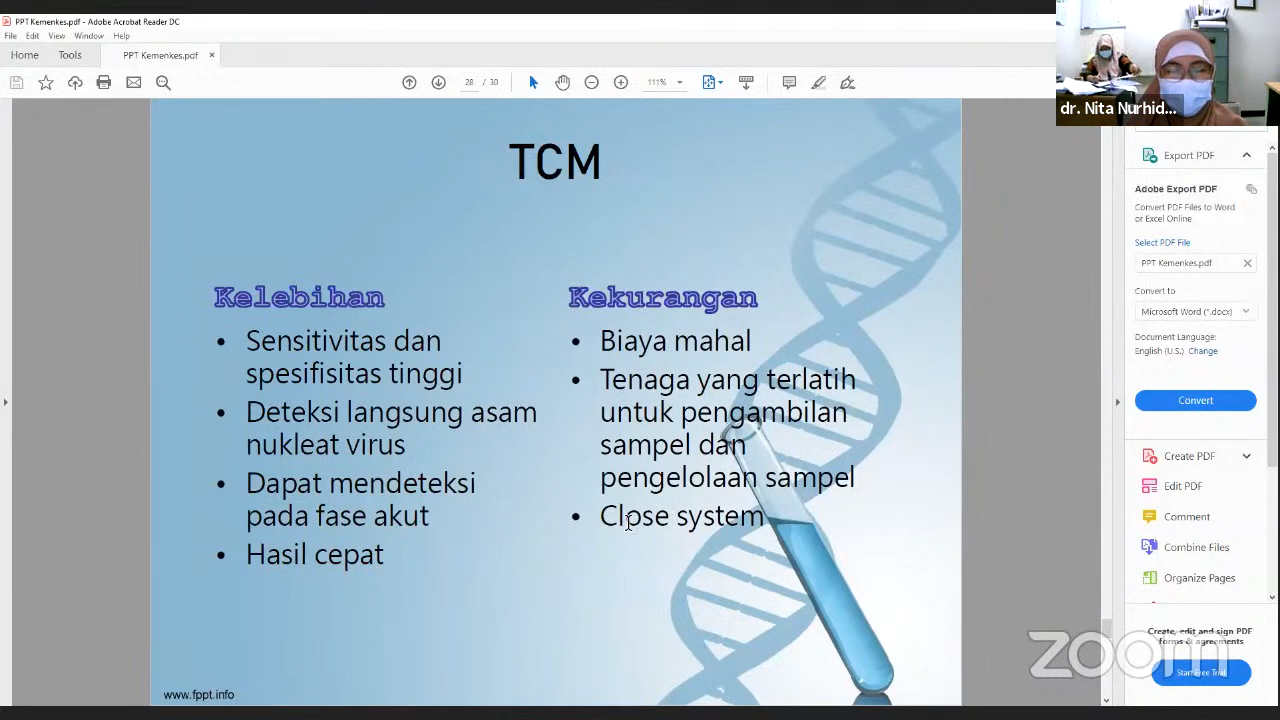 PPT Kemenkes.pdf - Adobe Acrobat Reader DC
File Edit View Window Help
Home Tools PPT Kemenkes.pdf
28 / 30 111%
dr. Nita Nurhid...
TCM
Kelebihan
• Sensitivitas dan
spesifisitas tinggi
• Deteksi langsung asam
nukleat virus
• Dapat mendeteksi
pada fase akut
• Hasil cepat
Kekurangan
• Biaya mahal
• Tenaga yang terlatih
untuk pengambilan
sampel dan
pengelolaan sampel
• Close system
www.fppt.info
Export PDF
Adobe Export PDF
Convert PDF Files to Word
or Excel Online
Select PDF File
PPT Kemenkes.pdf
Convert to
Microsoft Word (*.docx)
Document Language:
English (U.S.) Change
Convert
Create PDF
Edit PDF
Comment
Combine Files
Organize Pages
Create, edit and sign PDF
forms & agreements
Start Free Trial
zoom